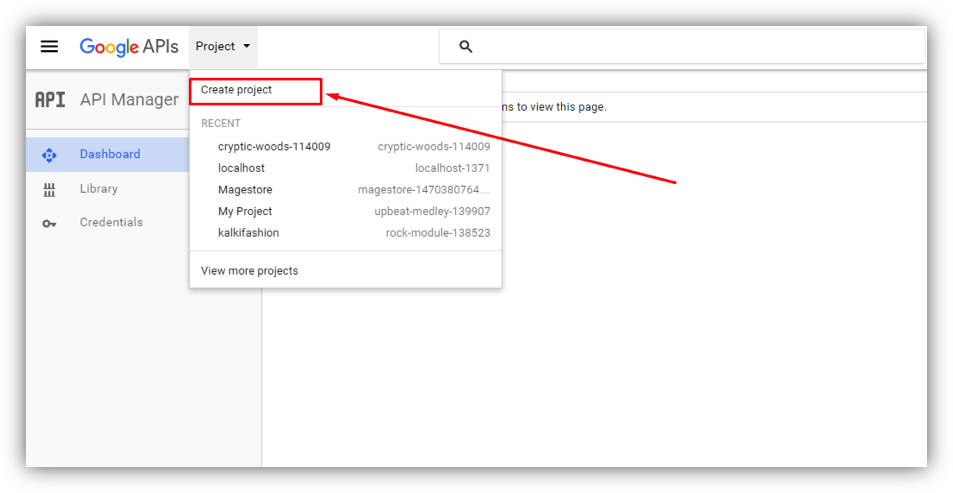 Google APIs Project
API API Manager
Create project
ns to view this page.
RECENT
cryptic-woods-114009 cryptic-woods-114009
Dashboard
localhost localhost-1371
Library
Magestore magestore-1470380764...
My Project upbeat-medley-139907
Credentials
kalkifashion rock-module-138523
View more projects